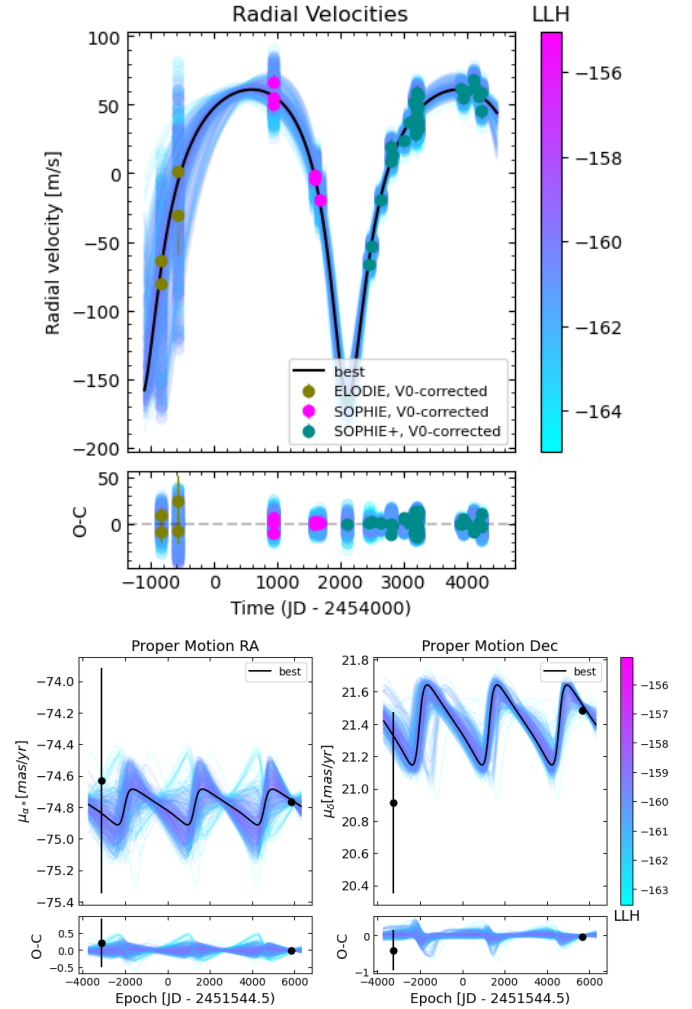 Radial Velocities
LLH
100
50
0
−50
−100
−150
−200
Radial velocity [m/s]
best
ELODIE, V0-corrected
SOPHIE, V0-corrected
SOPHIE+, V0-corrected
−156
−158
−160
−162
−164
50
0
O-C
−1000 0 1000 2000 3000 4000
Time (JD - 2454000)
Proper Motion RA
best
−74.0
−74.2
−74.4
−74.6
−74.8
−75.0
−75.2
−75.4
μα*[mas/yr]
0.5
0.0
−0.5
O-C
−4000 −2000 0 2000 4000 6000
Epoch [JD - 2451544.5]
Proper Motion Dec
best
21.8
21.6
21.4
21.2
21.0
20.8
20.6
20.4
μδ[mas/yr]
−156
−157
−158
−159
−160
−161
−162
−163
LLH
0
−1
O-C
−4000 −2000 0 2000 4000 6000
Epoch [JD - 2451544.5]